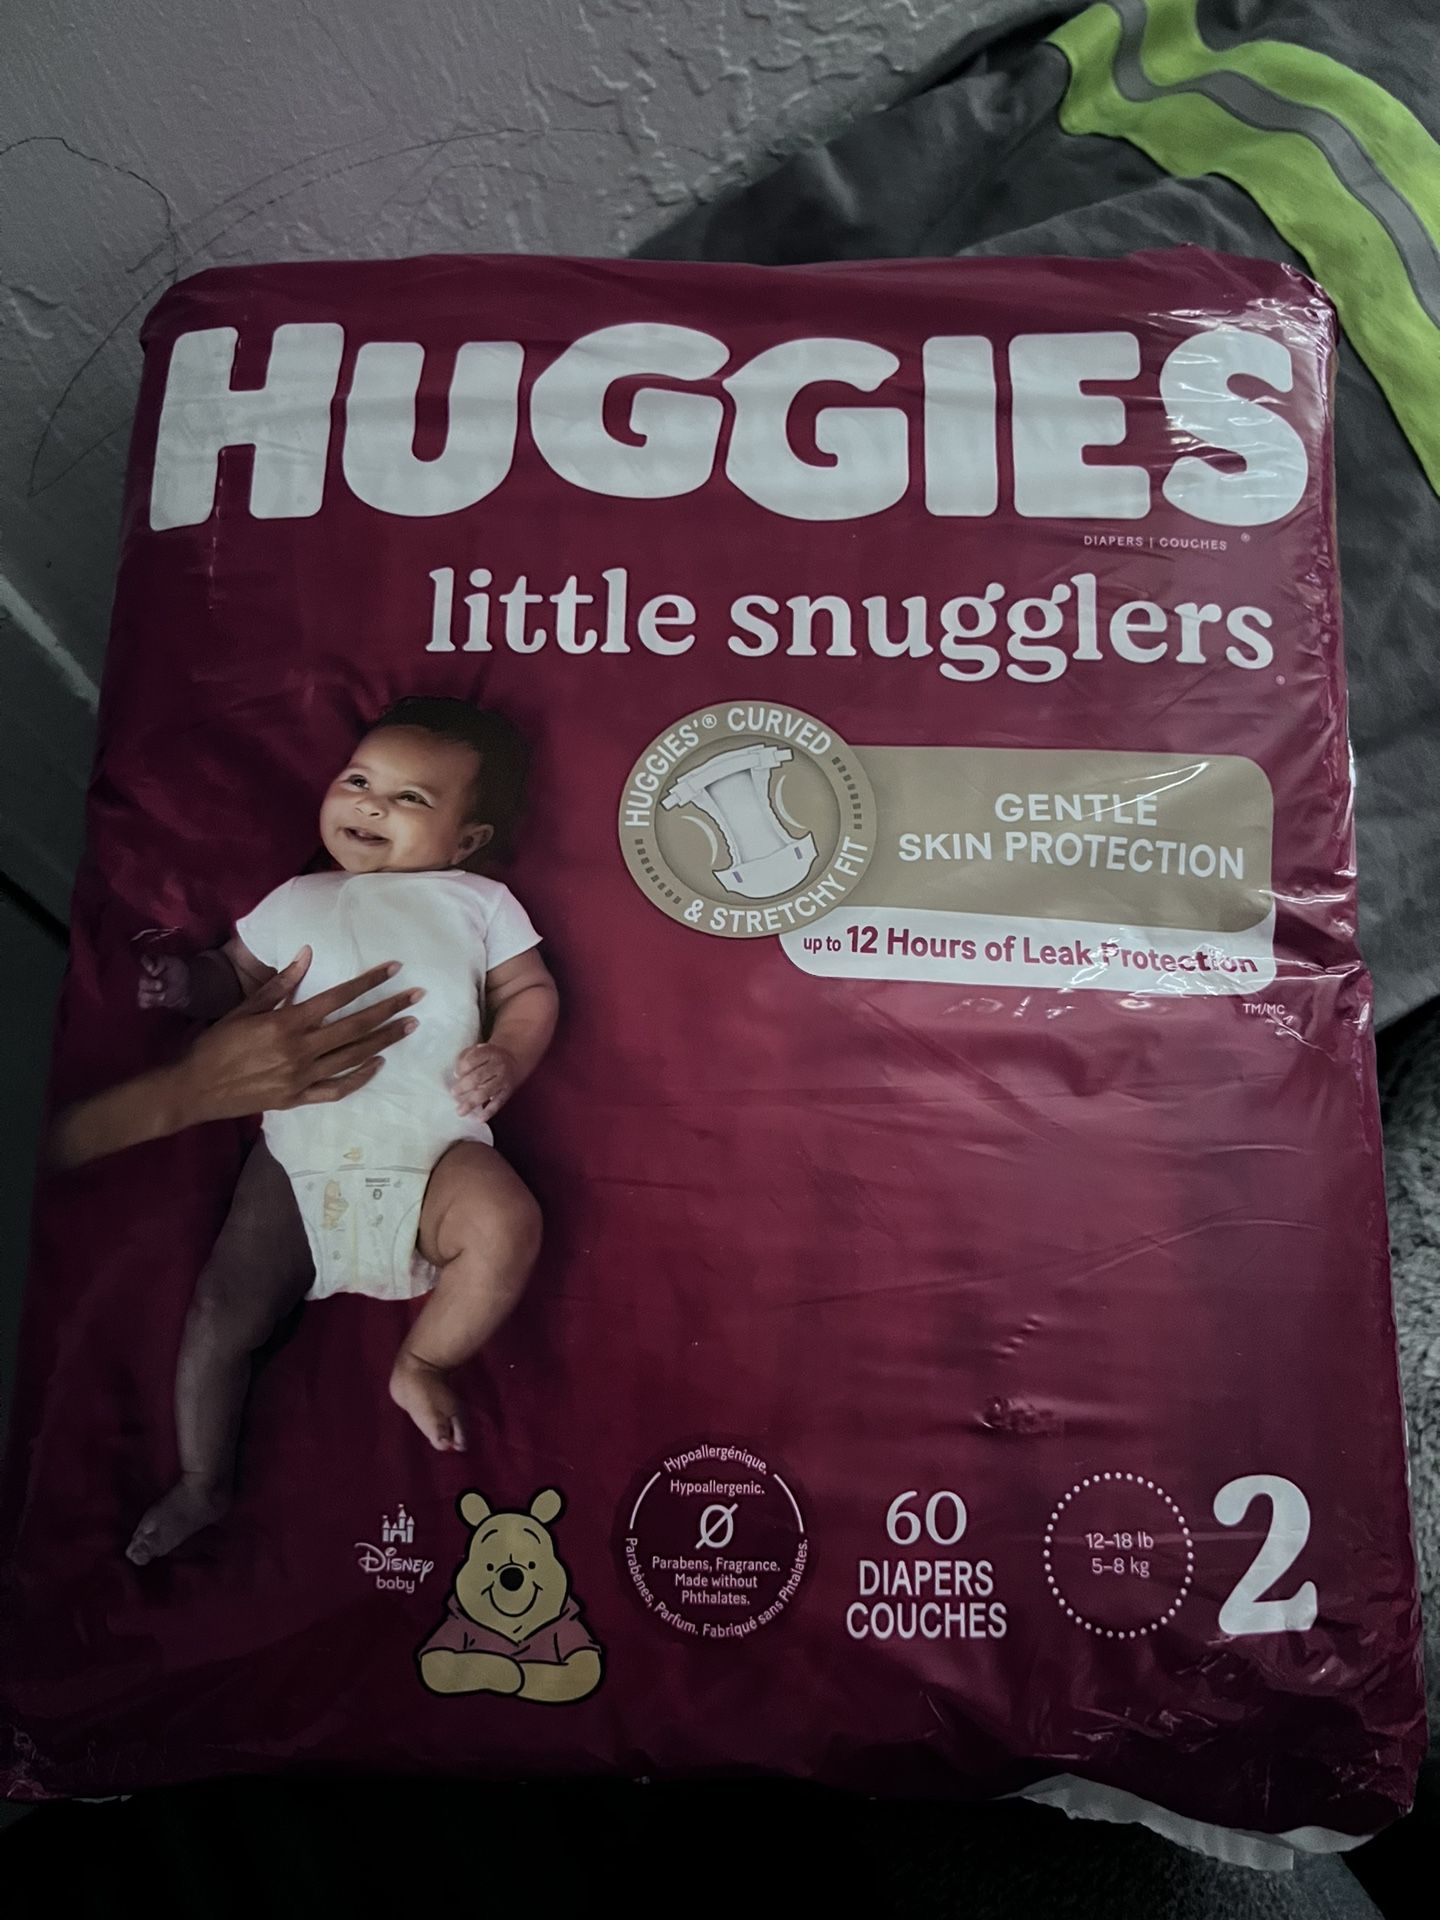 HUGGIES®
DIAPERS | COUCHES
little snugglers®
HUGGIES'® CURVED
& STRETCHY FIT
GENTLE
SKIN PROTECTION
up to 12 Hours of Leak Protection
TM/MC
Disney
baby
Hypoallergénique.
Hypoallergenic.
Parabens, Fragrance.
Made without
Phthalates.
Parabènes, Parfum. Fabriqué sans Phtalates.
60
DIAPERS
COUCHES
12-18 lb
5-8 kg
2